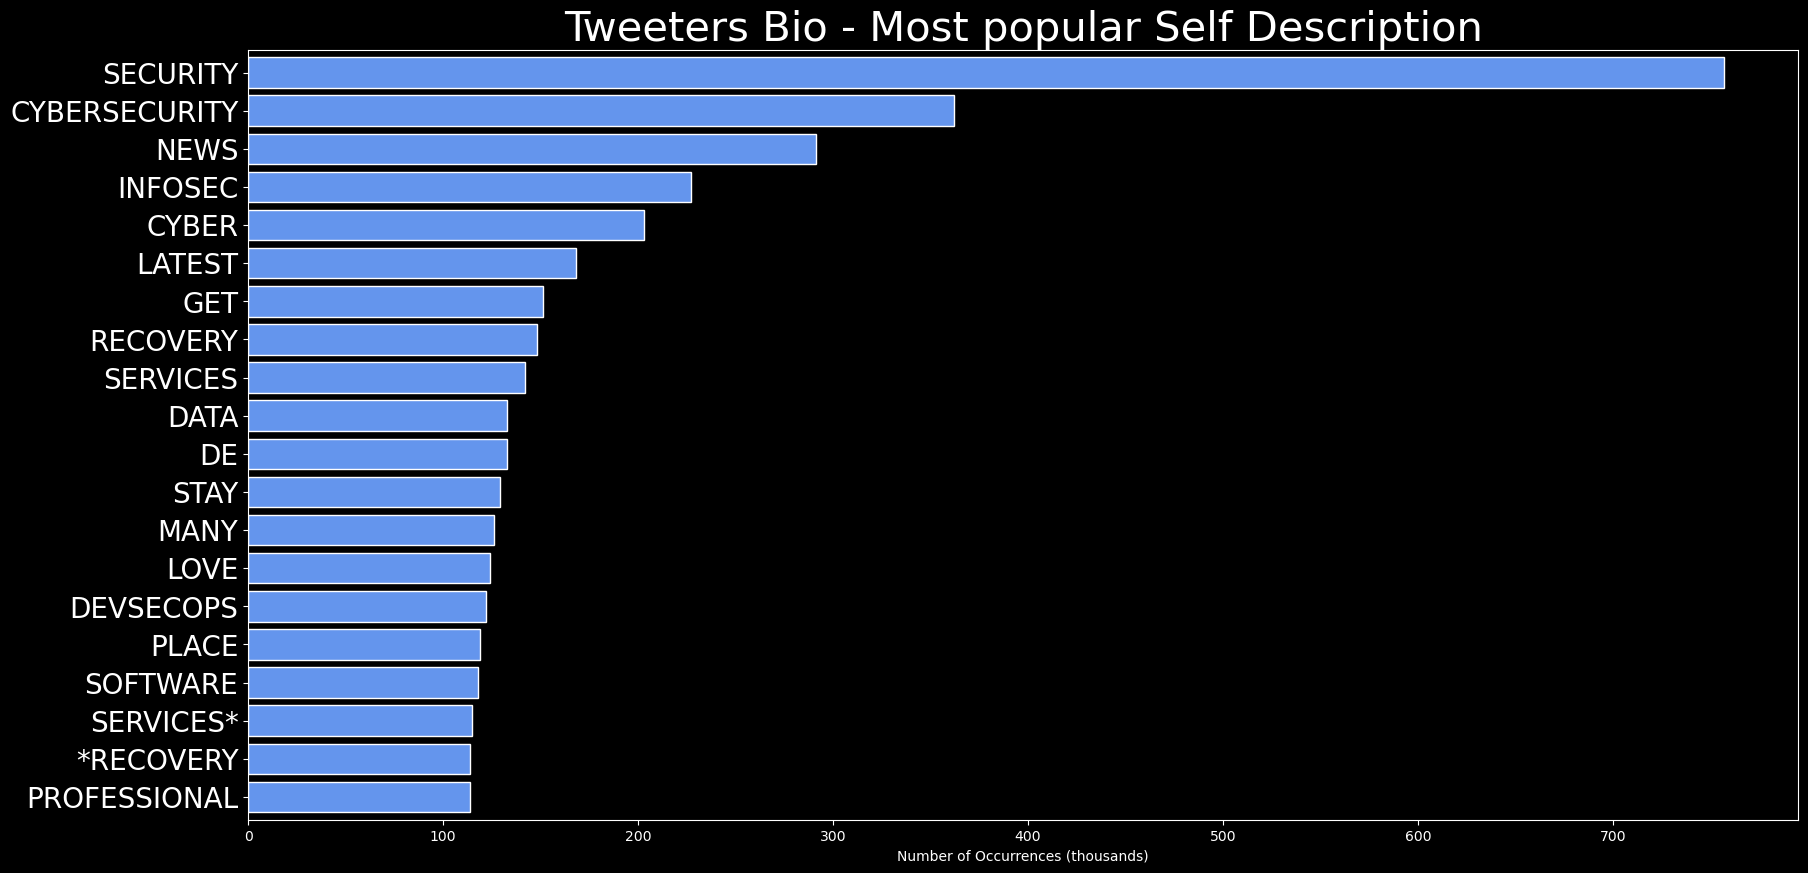 Tweeters Bio - Most popular Self Description
SECURITY
CYBERSECURITY
NEWS
INFOSEC
CYBER
LATEST
GET
RECOVERY
SERVICES
DATA
DE
STAY
MANY
LOVE
DEVSECOPS
PLACE
SOFTWARE
SERVICES*
*RECOVERY
PROFESSIONAL
0 100 200 300 400 500 600 700
Number of Occurrences (thousands)